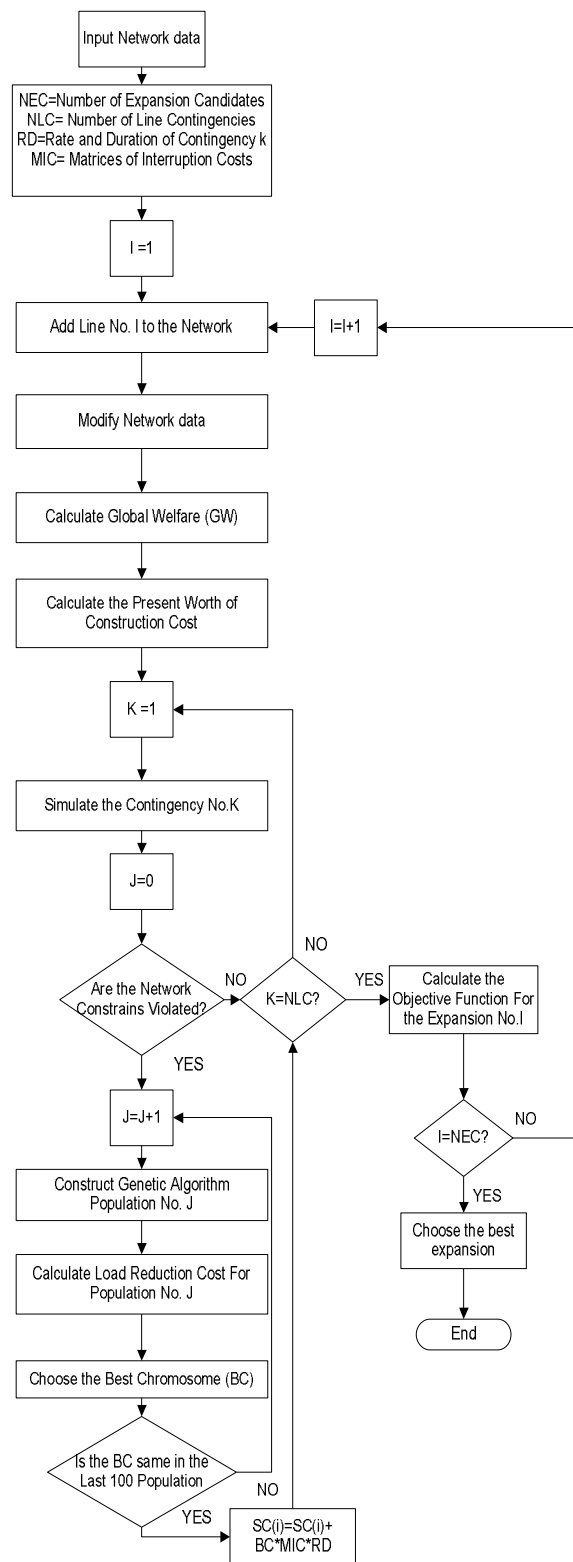 Input Network data
NEC=Number of Expansion Candidates
NLC= Number of Line Contingencies
RD=Rate and Duration of Contingency k
MIC= Matrices of Interruption Costs
I =1
Add Line No. I to the Network
I=I+1
Modify Network data
Calculate Global Welfare (GW)
Calculate the Present Worth of
Construction Cost
K =1
Simulate the Contingency No.K
J=0
Are the Network
Constrains Violated?
NO
YES
K=NLC?
NO
YES
Calculate the
Objective Function For
the Expansion No.I
I=NEC?
NO
YES
Choose the best
expansion
End
J=J+1
Construct Genetic Algorithm
Population No. J
Calculate Load Reduction Cost For
Population No. J
Choose the Best Chromosome (BC)
Is the BC same in the
Last 100 Population
NO
YES
SC(i)=SC(i)+
BC*MIC*RD